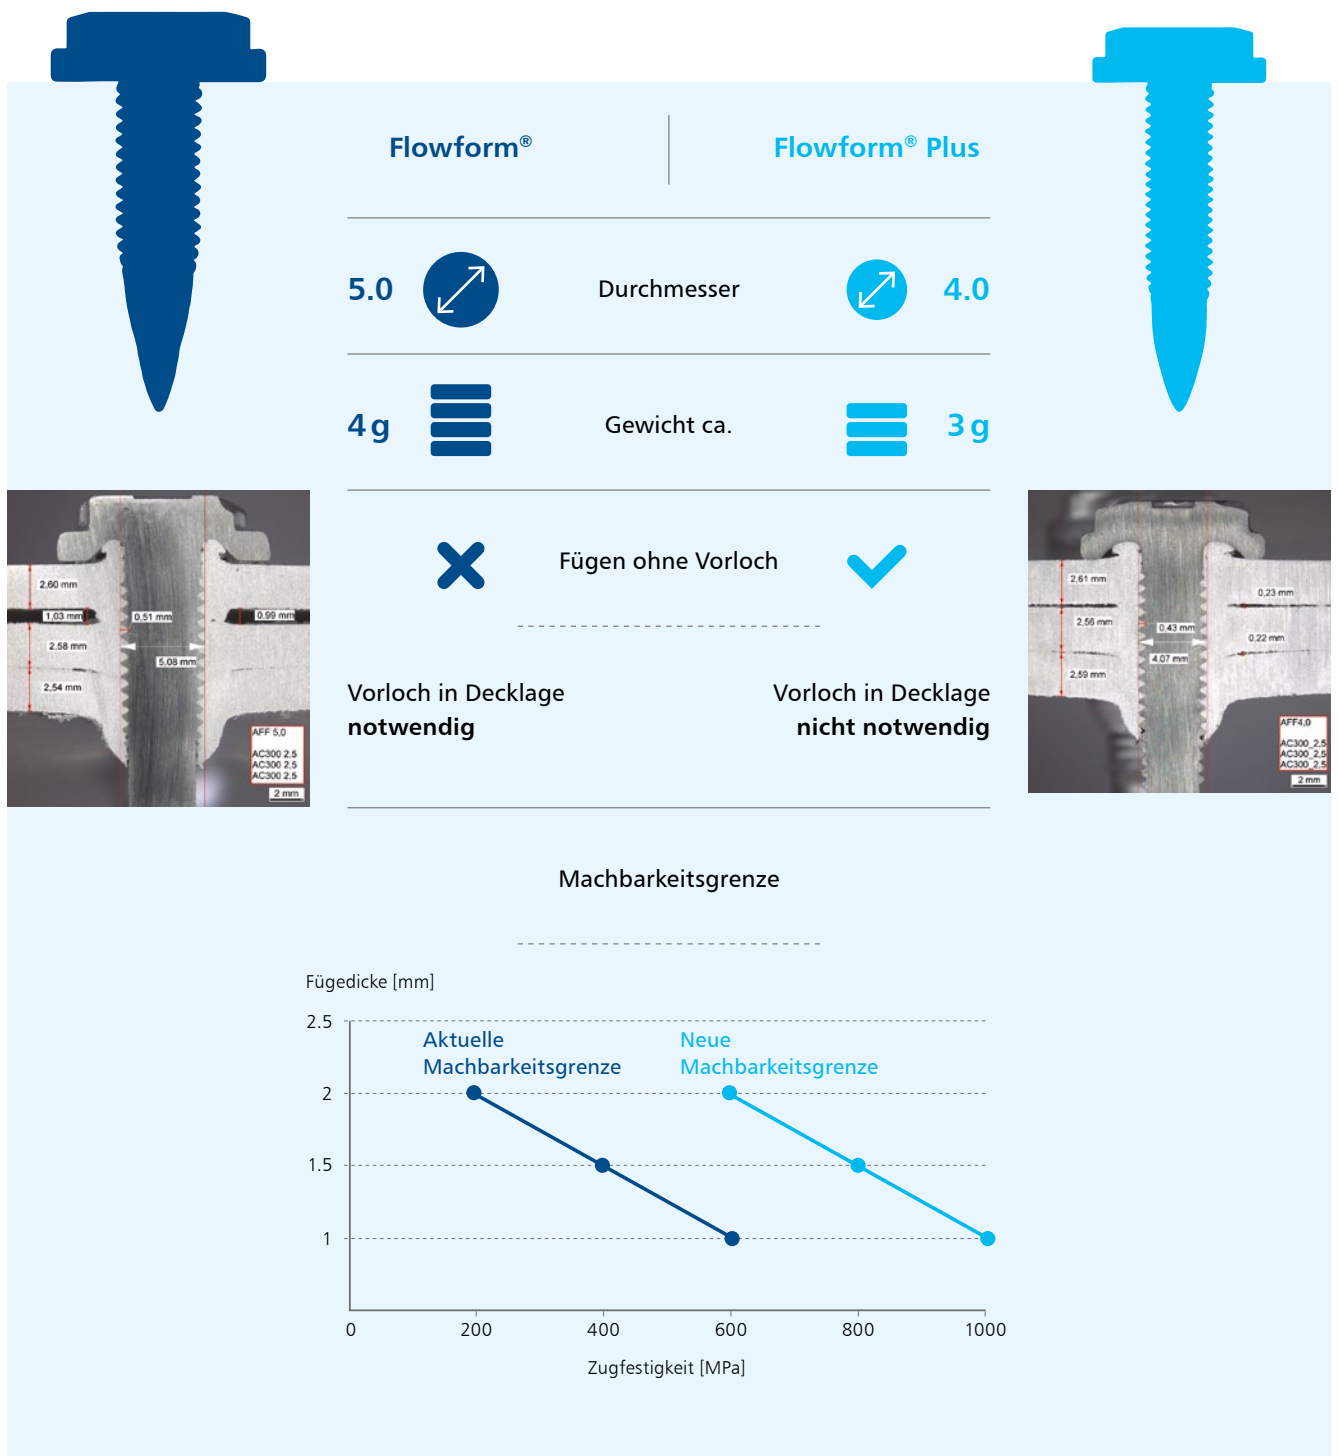 Flowform®
Flowform® Plus
5.0
Durchmesser
4.0
4 g
Gewicht ca.
3 g
Fügen ohne Vorloch
Vorloch in Decklage
notwendig
Vorloch in Decklage
nicht notwendig
2,60 mm
1,03 mm
0,51 mm
0.99 mm
2,58 mm
5,08 mm
2,54 mm
AFF 5,0
AC300 2,5
AC300 2,5
AC300 2,5
2 mm
2,61 mm
0,23 mm
2,56 mm
0,43 mm
0,22 mm
4,07 mm
2,59 mm
AFF4,0
AC300_2,5
AC300_2,5
AC300_2,5
2 mm
Machbarkeitsgrenze
Fügedicke [mm]
2.5
Aktuelle
Machbarkeitsgrenze
Neue
Machbarkeitsgrenze
2
1.5
1
0
200
400
600
800
1000
Zugfestigkeit [MPa]